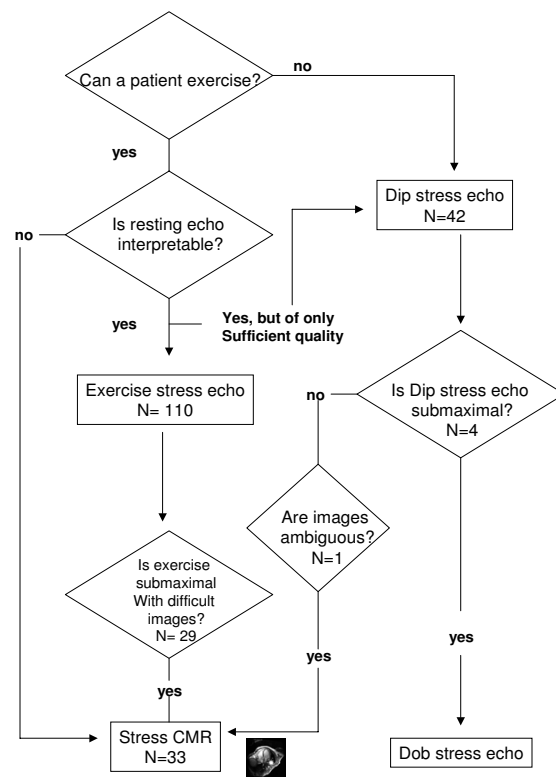 no
Can a patient exercise?
yes
Dip stress echo
N=42
no
Is resting echo
interpretable?
yes
Yes, but of only
Sufficient quality
Exercise stress echo
N= 110
no
Is Dip stress echo
submaximal?
N=4
Are images
ambiguous?
N=1
Is exercise
submaximal
With difficult
images?
N= 29
yes
yes
yes
Stress CMR
N=33
Dob stress echo